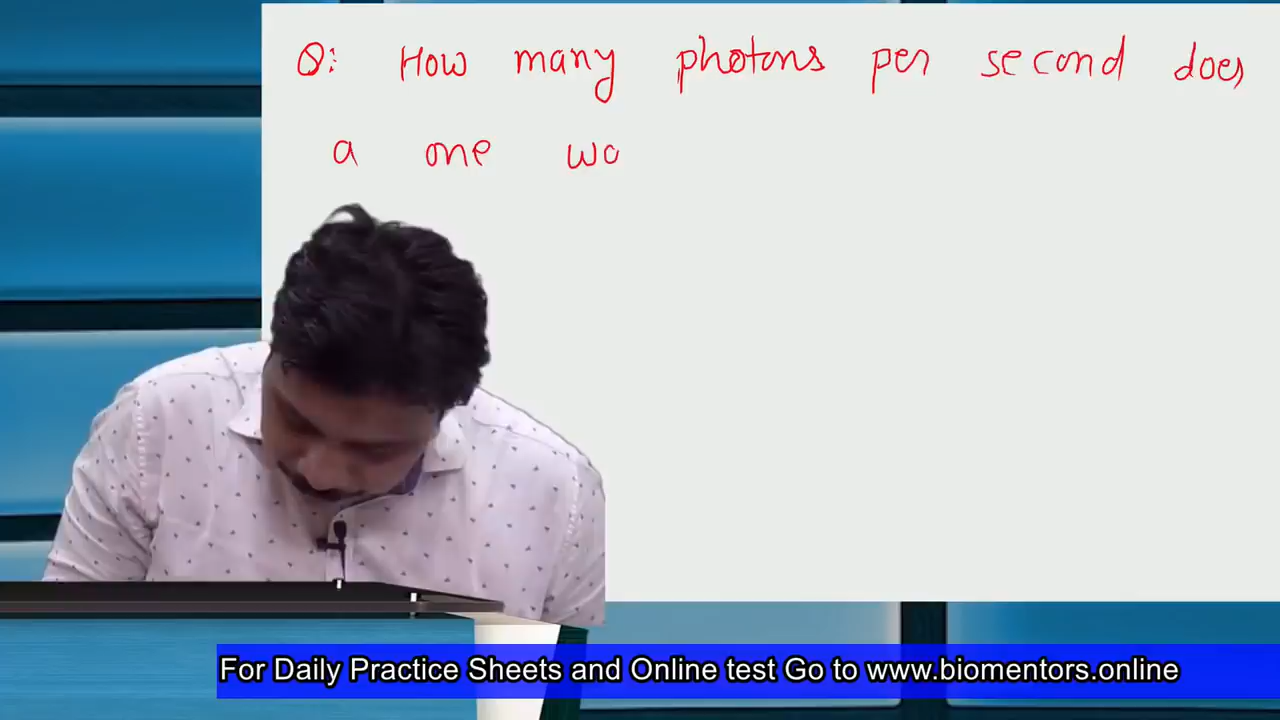 Q: How many photons per second does
a one wa
For Daily Practice Sheets and Online test Go to www.biomentors.online